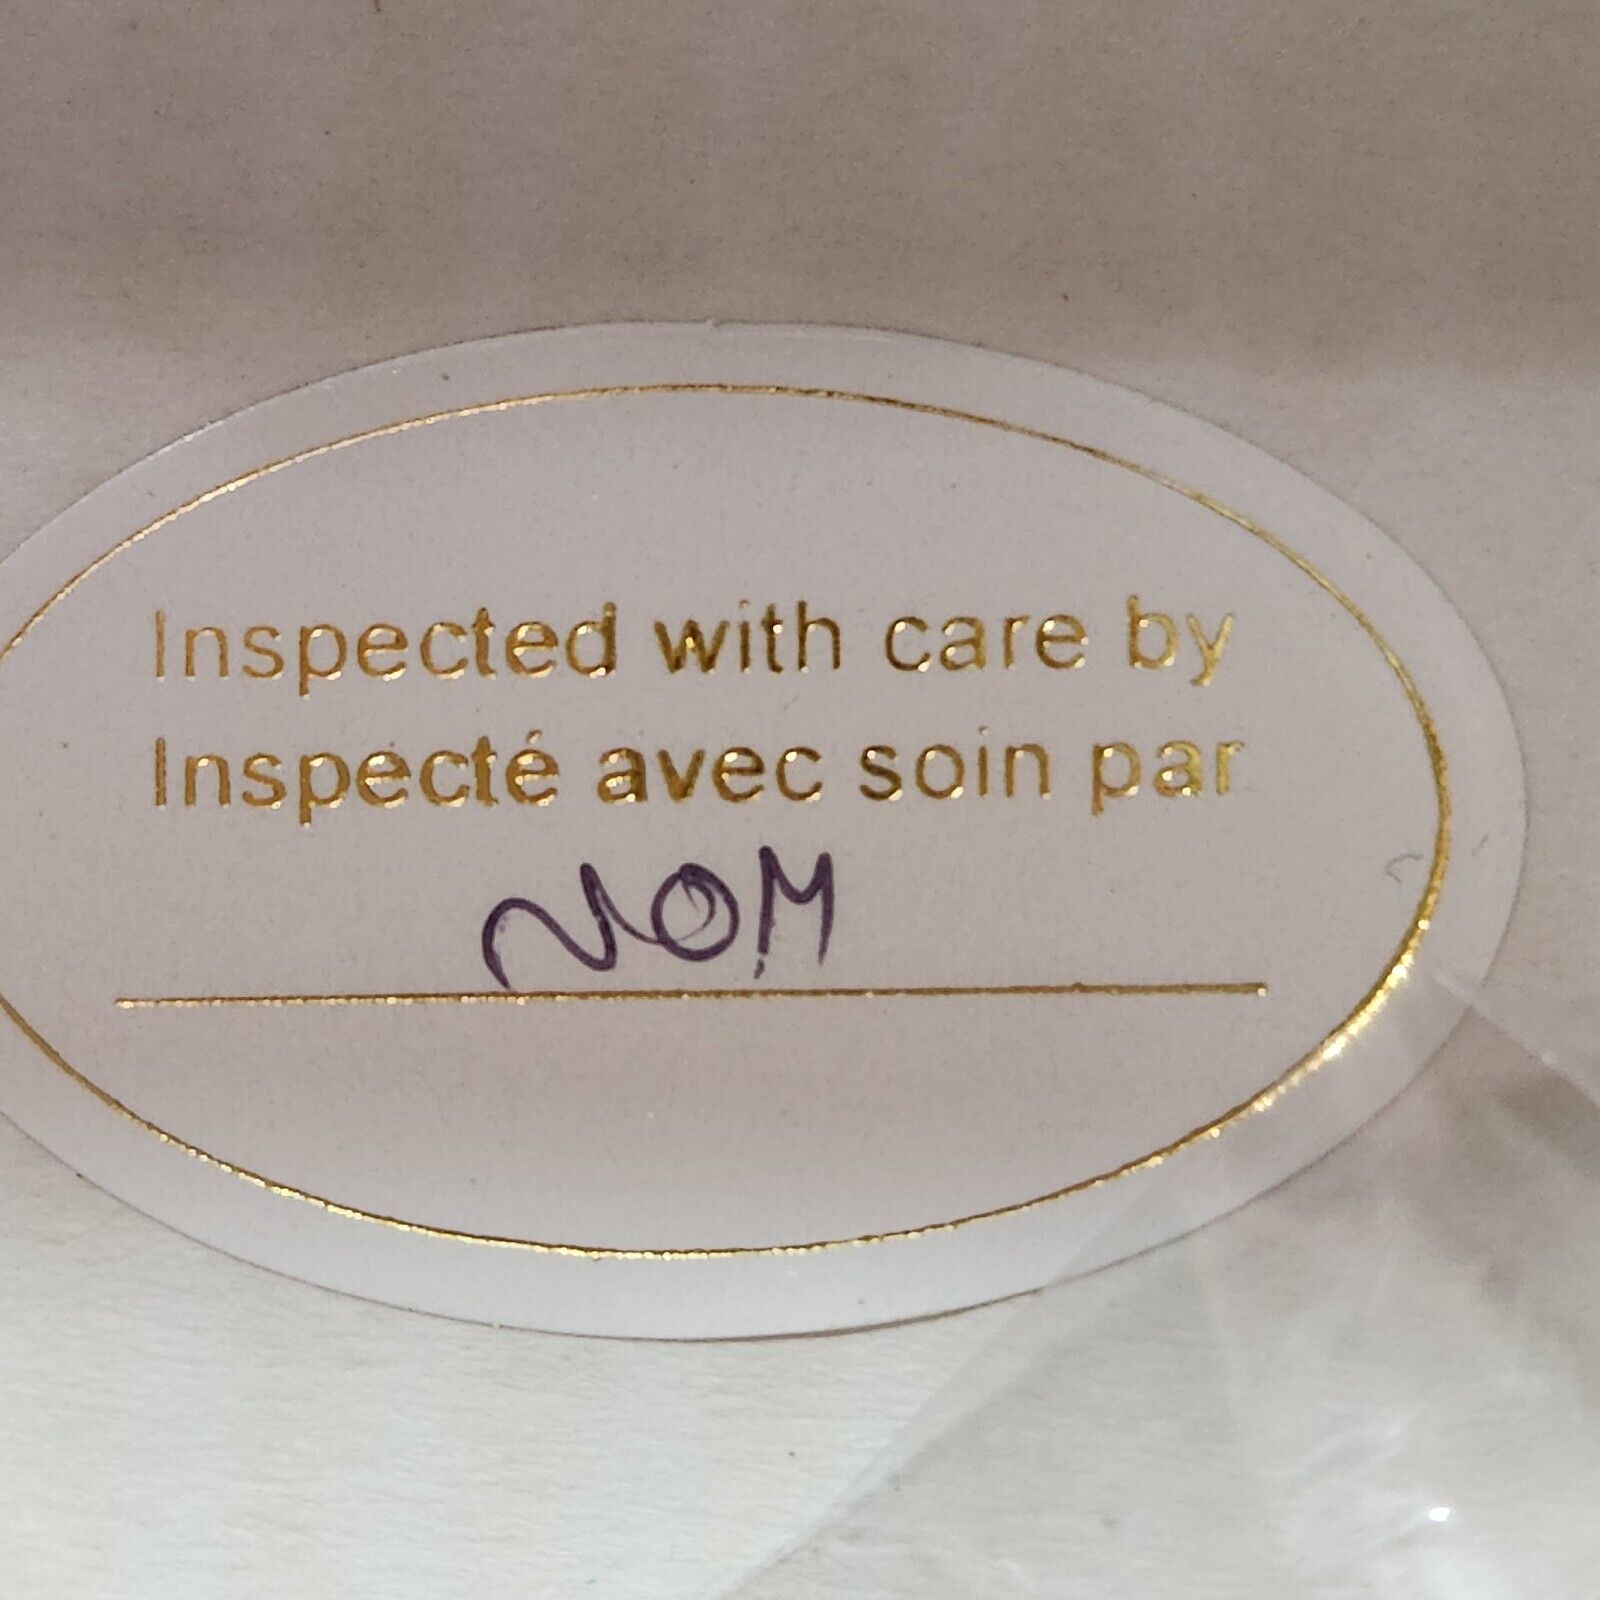 Inspected with care by
Inspecté avec soin par
NOM